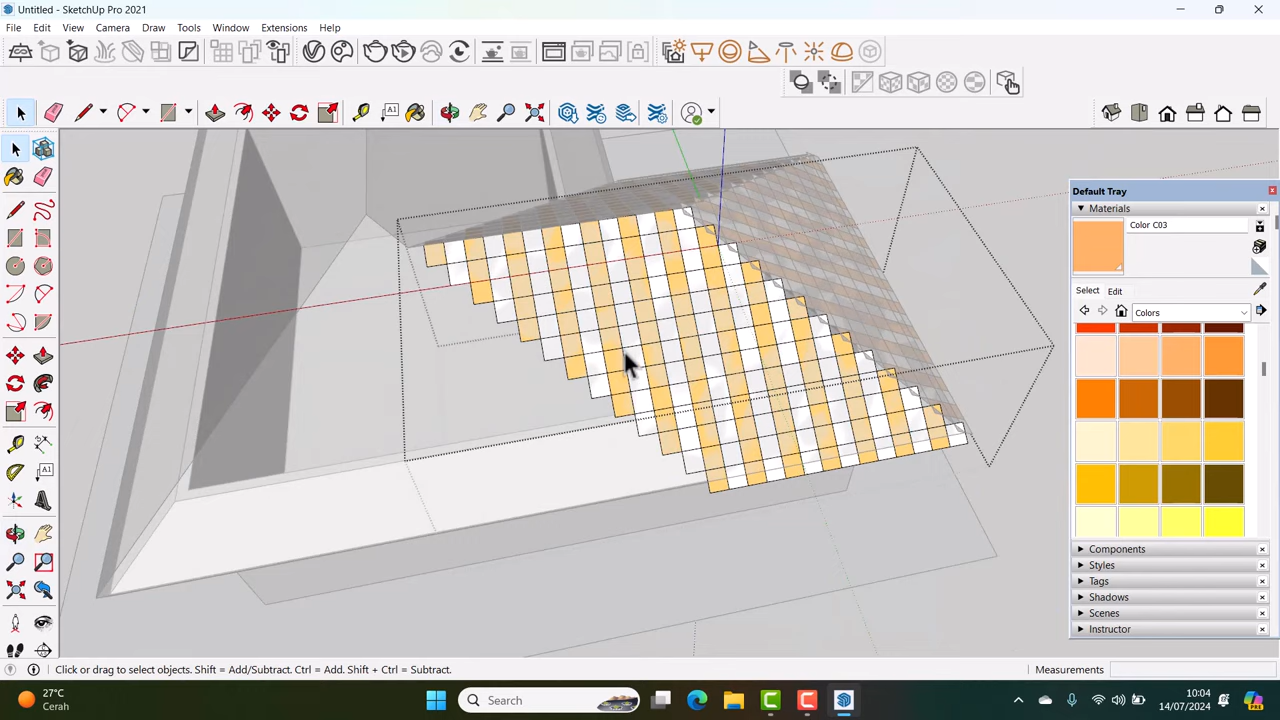 Untitled - SketchUp Pro 2021
File Edit View Camera Draw Tools Window Extensions Help
A1
Default Tray
Materials
Color C03
Select Edit
Colors
A1
Components
Styles
Tags
Shadows
Scenes
Instructor
Click or drag to select objects. Shift = Add/Subtract. Ctrl = Add. Shift + Ctrl = Subtract.
Measurements
27°C
Cerah
Search
10:04
14/07/2024